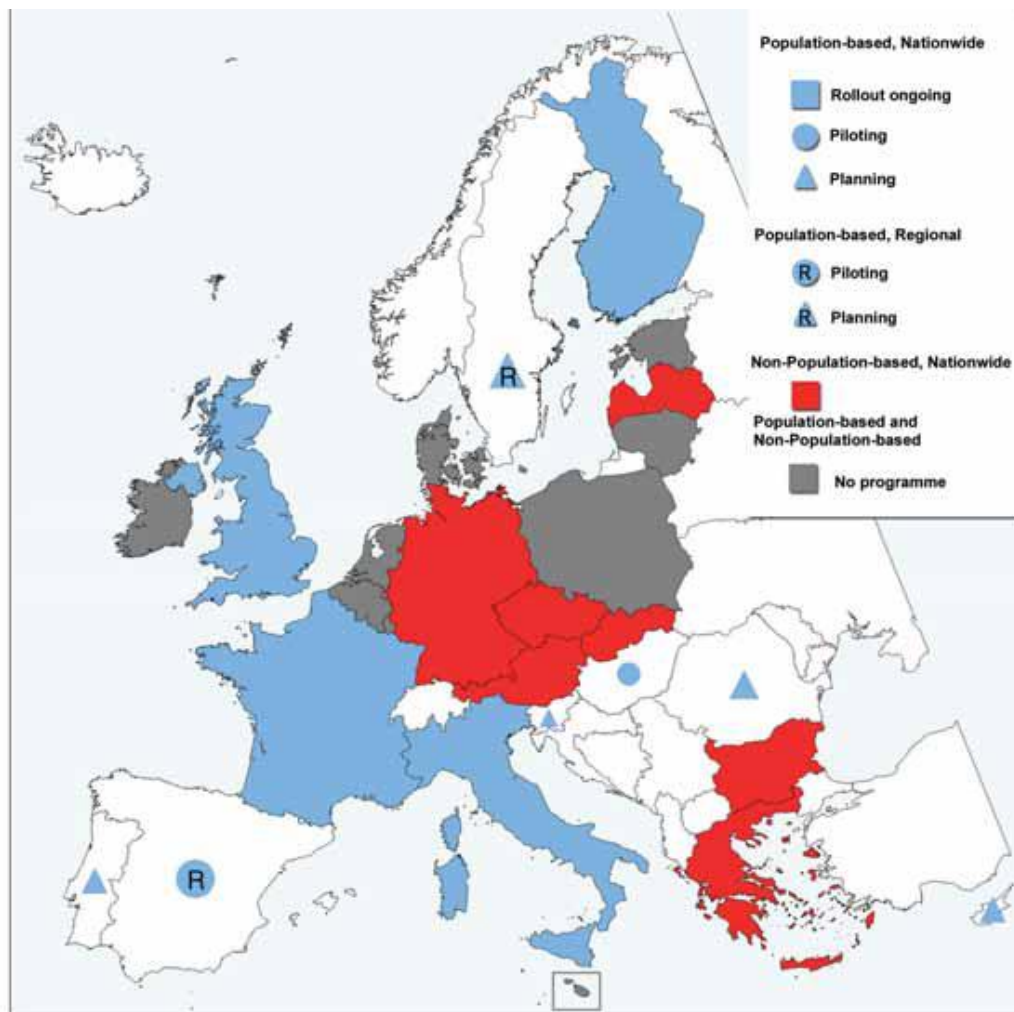 Population-based, Nationwide
Rollout ongoing
Piloting
Planning
Population-based, Regional
R Piloting
R Planning
Non-Population-based, Nationwide
Population-based and
Non-Population-based
No programme
R
R